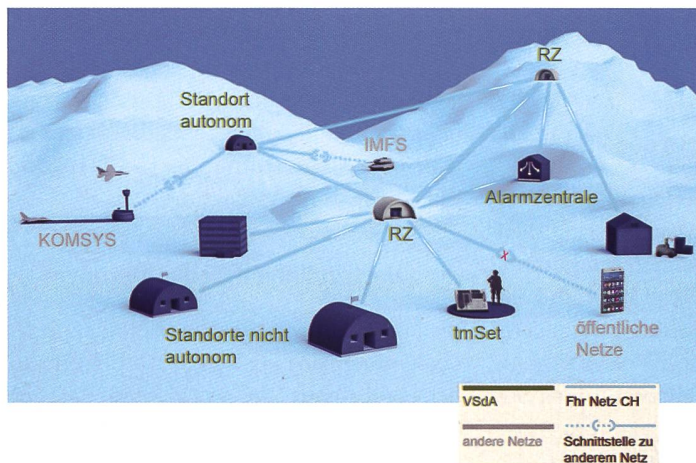 RZ
Standort
autonom
IMFS
Alarmzentrale
KOMSYS
RZ
Standorte nicht
autonom
tmSet
öffentliche
Netze
VSdA
Fhr Netz CH
andere Netze
Schnittstelle zu
anderem Netz